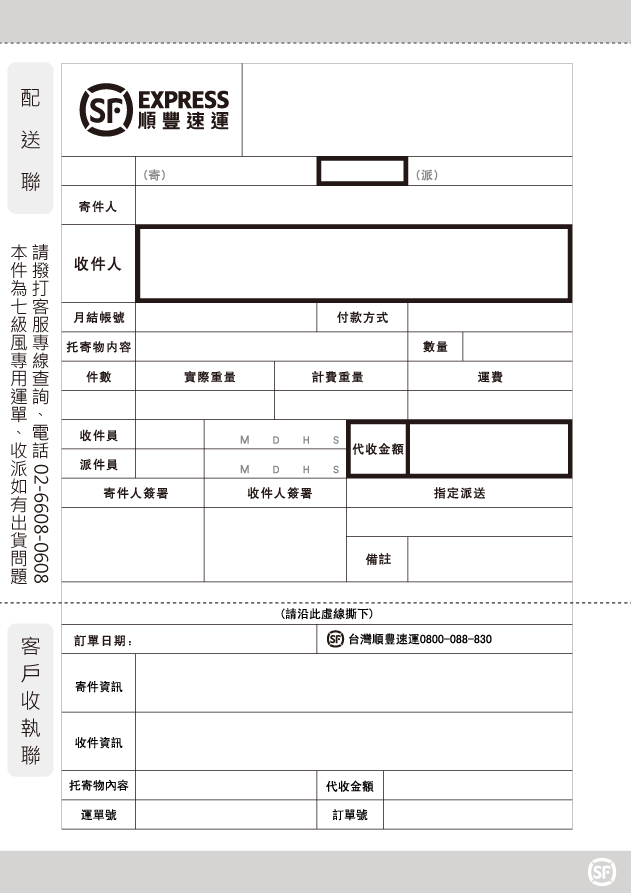 配送聯
SF EXPRESS
順豐速運
(寄) (派)
寄件人
收件人
月結帳號 付款方式
托寄物內容 數量
件數 實際重量 計費重量 運費
收件員 M D H S 代收金額
派件員 M D H S
寄件人簽署 收件人簽署 指定派送
備註
本件為七級風專用運單、收派如有出貨問題
請撥打客服專線查詢、電話 02-6608-0608
(請沿此虛線撕下)
客戶收執聯
訂單日期： SF 台灣順豐速運0800-088-830
寄件資訊
收件資訊
托寄物內容 代收金額
運單號 訂單號
SF